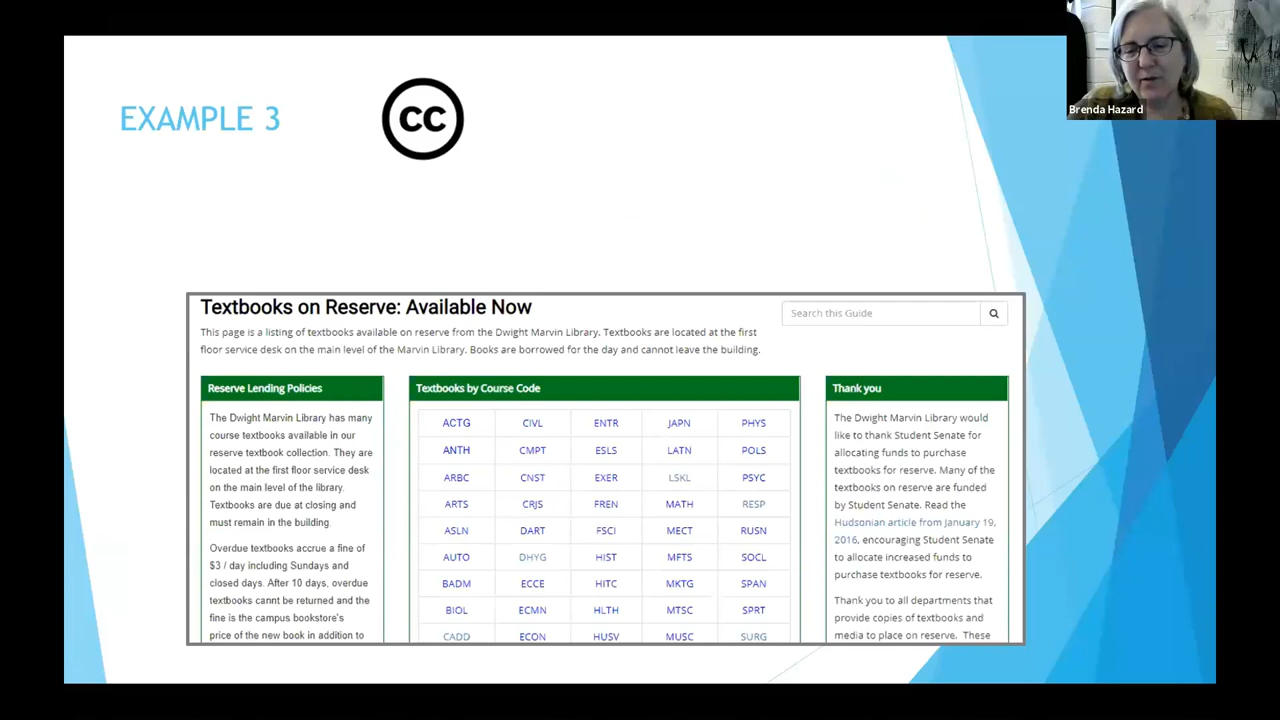 Brenda Hazard
EXAMPLE 3
CC
Textbooks on Reserve: Available Now
Search this Guide
This page is a listing of textbooks available on reserve from the Dwight Marvin Library. Textbooks are located at the first
floor service desk on the main level of the Marvin Library. Books are borrowed for the day and cannot leave the building.
Reserve Lending Policies
The Dwight Marvin Library has many
course textbooks available in our
reserve textbook collection. They are
located at the first floor service desk
on the main level of the library.
Textbooks are due at closing and
must remain in the building.
Overdue textbooks accrue a fine of
$3 / day including Sundays and
closed days. After 10 days, overdue
textbooks cannt be returned and the
fine is the campus bookstore's
price of the new book in addition to
Textbooks by Course Code
ACTG CIVL ENTR JAPN PHYS
ANTH CMPT ESLS LATN POLS
ARBC CNST EXER LSKL PSYC
ARTS CRJS FREN MATH RESP
ASLN DART FSCI MECT RUSN
AUTO DHYG HIST MFTS SOCL
BADM ECCE HITC MKTG SPAN
BIOL ECMN HLTH MTSC SPRT
CADD ECON HUSV MUSC SURG
Thank you
The Dwight Marvin Library would
like to thank Student Senate for
allocating funds to purchase
textbooks for reserve. Many of the
textbooks on reserve are funded
by Student Senate. Read the
Hudsonian article from January 19,
2016, encouraging Student Senate
to allocate increased funds to
purchase textbooks for reserve.
Thank you to all departments that
provide copies of textbooks and
media to place on reserve. These